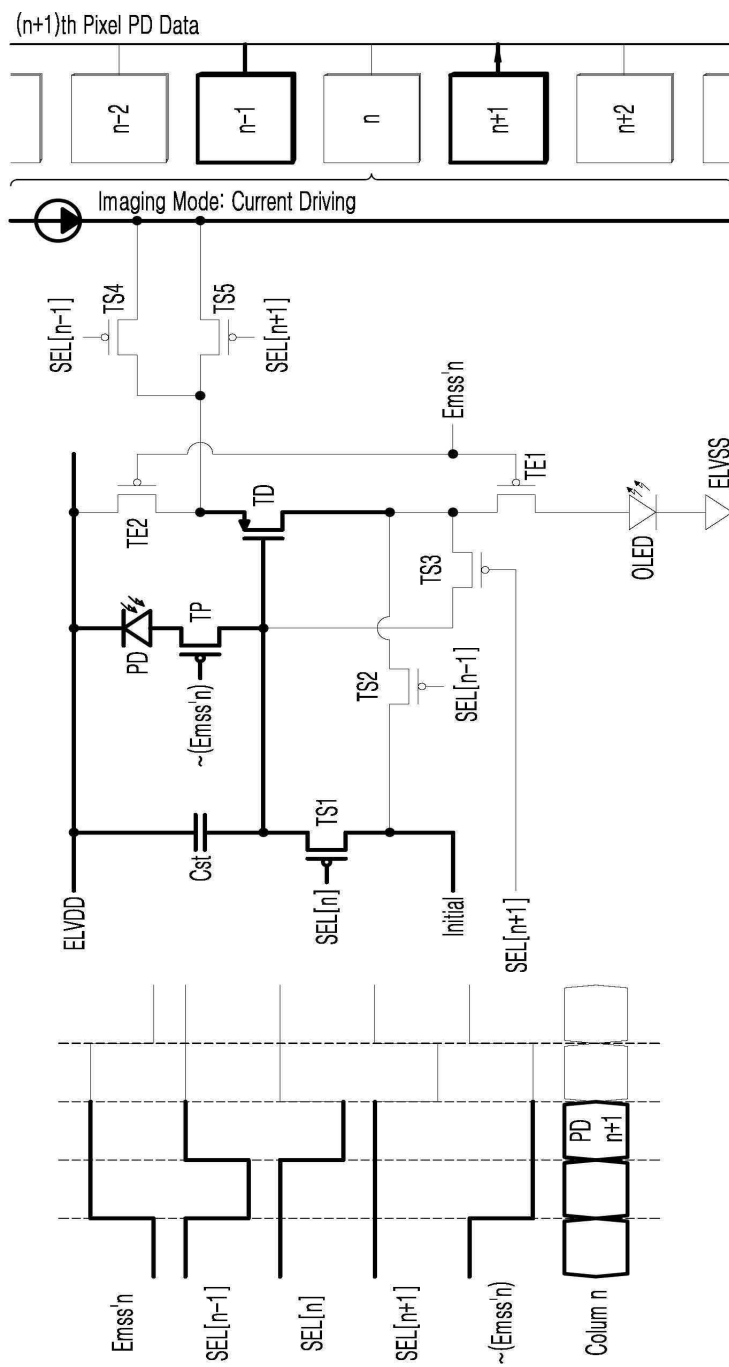 (n+1)th Pixel PD Data
n-2
n-1
n
n+1
n+2
Imaging Mode: Current Driving
SEL[n-1]
TS4
TS5
SEL[n+1]
Emss'n
TE2
TD
TE1
OLED
ELVSS
PD
TP
~(Emss'n)
TS3
TS2
SEL[n-1]
ELVDD
Cst
TS1
SEL[n]
Initial
SEL[n+1]
Emss'n
SEL[n-1]
SEL[n]
SEL[n+1]
~(Emss'n)
Colum n
PD
n+1